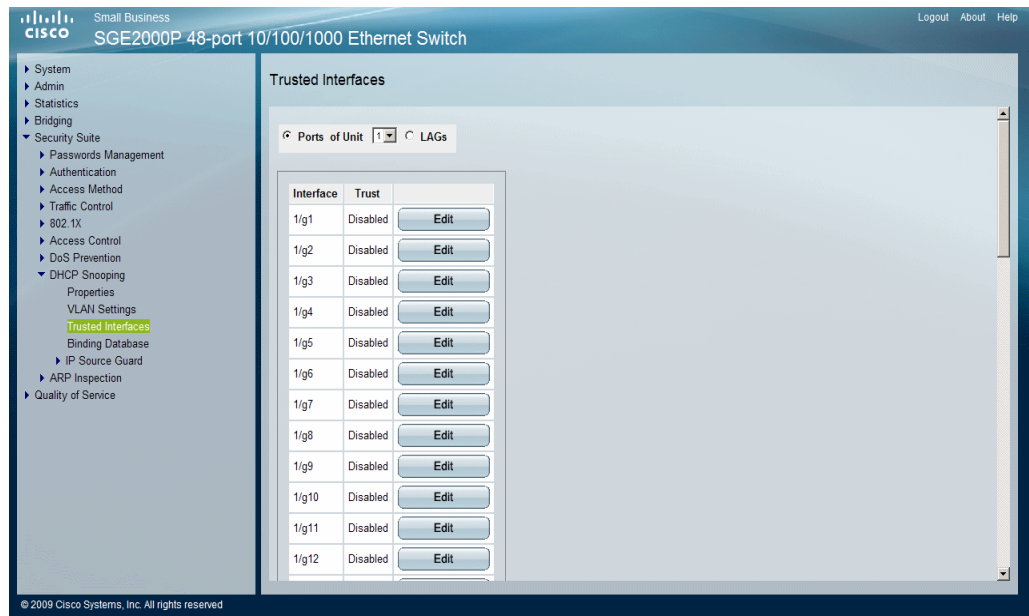 Small Business
CISCO
SGE2000P 48-port 10/100/1000 Ethernet Switch
Logout About Help
System
Admin
Statistics
Bridging
Security Suite
Passwords Management
Authentication
Access Method
Traffic Control
802.1X
Access Control
DoS Prevention
DHCP Snooping
Properties
VLAN Settings
Trusted Interfaces
Binding Database
IP Source Guard
ARP Inspection
Quality of Service
Trusted Interfaces
Ports of Unit 1 LAGs
Interface Trust
1/g1 Disabled Edit
1/g2 Disabled Edit
1/g3 Disabled Edit
1/g4 Disabled Edit
1/g5 Disabled Edit
1/g6 Disabled Edit
1/g7 Disabled Edit
1/g8 Disabled Edit
1/g9 Disabled Edit
1/g10 Disabled Edit
1/g11 Disabled Edit
1/g12 Disabled Edit
© 2009 Cisco Systems, Inc. All rights reserved